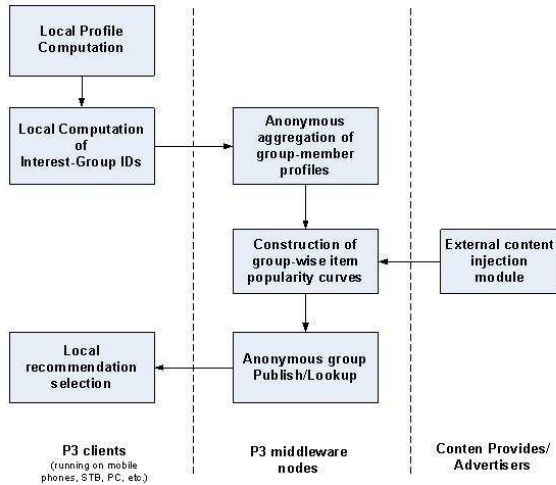 Local Profile
Computation
Local Computation
of
Interest-Group IDs
Anonymous
aggregation of
group-member
profiles
Construction of
group-wise item
popularity curves
External content
injection
module
Local
recommendation
selection
Anonymous group
Publish/Lookup
P3 clients
(running on mobile
phones, STB, PC, etc.)
P3 middleware
nodes
Conten Provides/
Advertisers